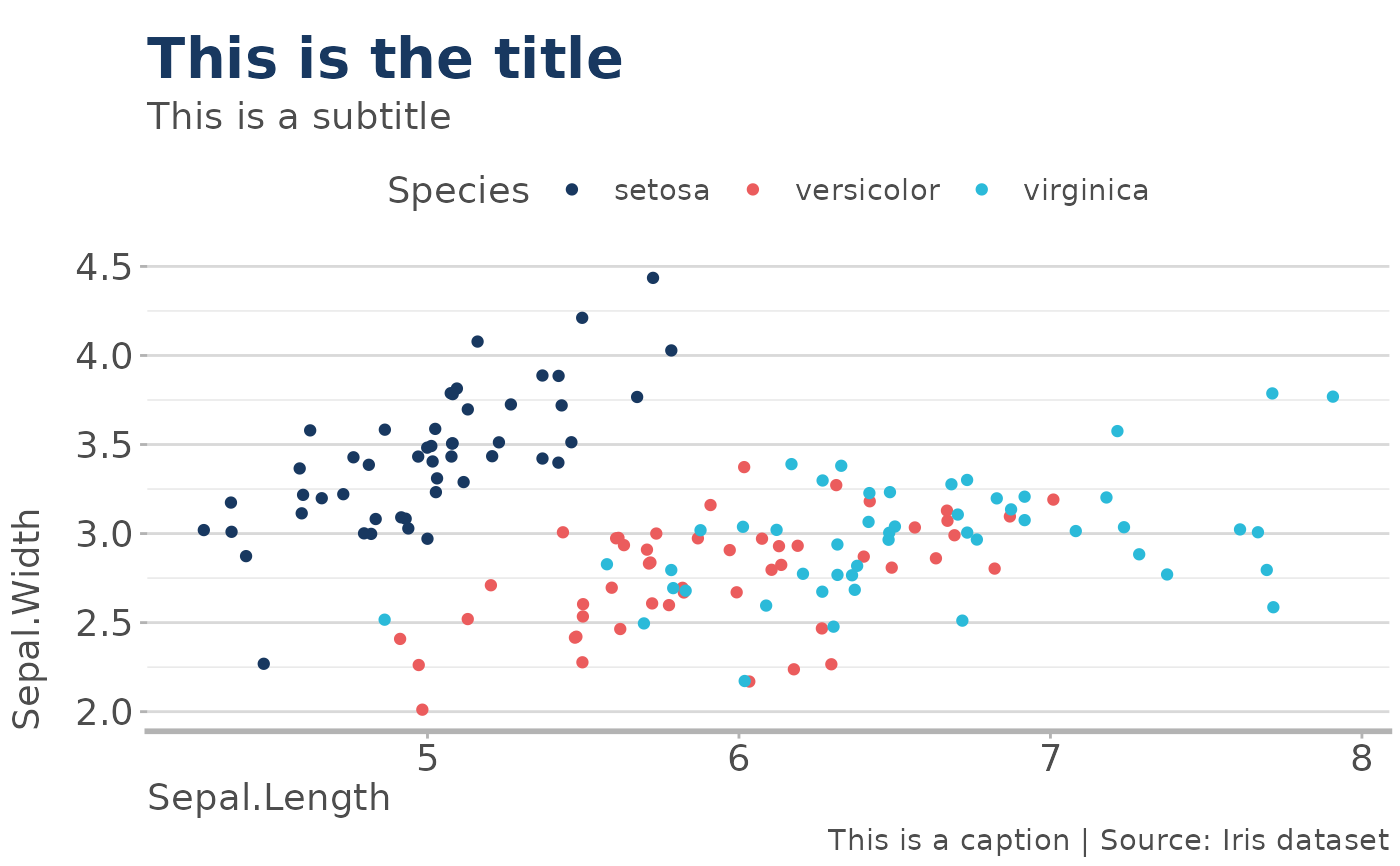 This is the title
This is a subtitle
Species setosa versicolor virginica
4.5
4.0
3.5
3.0
2.5
2.0
Sepal.Width
5 6 7 8
Sepal.Length
This is a caption | Source: Iris dataset